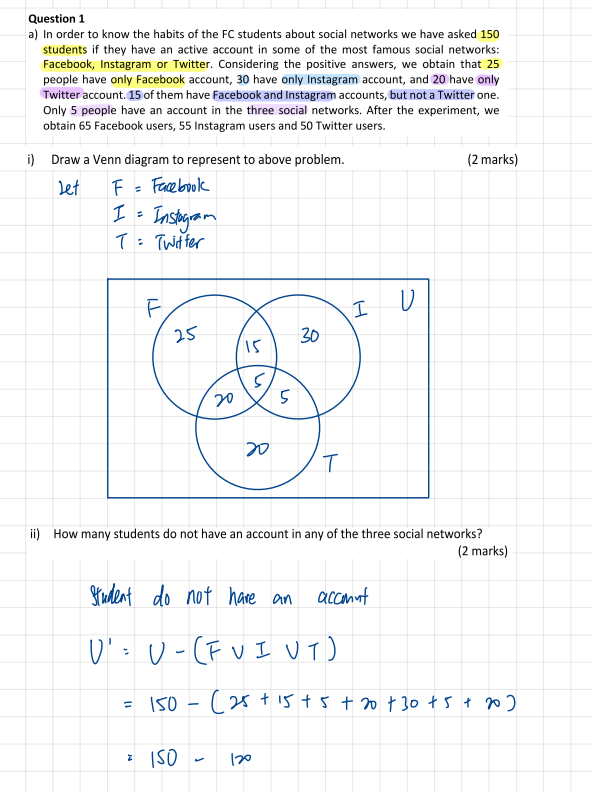 Question 1
a) In order to know the habits of the FC students about social networks we have asked 150
students if they have an active account in some of the most famous social networks:
Facebook, Instagram or Twitter. Considering the positive answers, we obtain that 25
people have only Facebook account, 30 have only Instagram account, and 20 have only
Twitter account. 15 of them have Facebook and Instagram accounts, but not a Twitter one.
Only 5 people have an account in the three social networks. After the experiment, we
obtain 65 Facebook users, 55 Instagram users and 50 Twitter users.
i) Draw a Venn diagram to represent to above problem. (2 marks)
Let F = Facebook
I = Instagram
T = Twitter
F I U
25 15 30
5
20 5
20
T
ii) How many students do not have an account in any of the three social networks?
(2 marks)
Student do not have an account
U' = U - (F U I U T)
= 150 - (25 + 15 + 5 + 20 + 30 + 5 + 20)
= 150 - 120